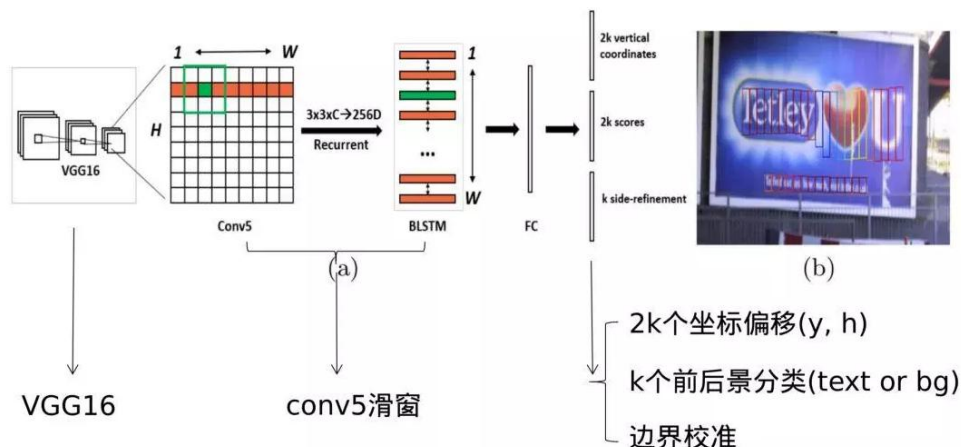 1
W
H
VGG16
Conv5
3x3xC→256D
Recurrent
1
...
W
BLSTM
FC
2k vertical
coordinates
2k scores
k side-refinement
Tetley
U
(a)
(b)
VGG16
conv5滑窗
2k个坐标偏移(y, h)
k个前后景分类(text or bg)
边界校准